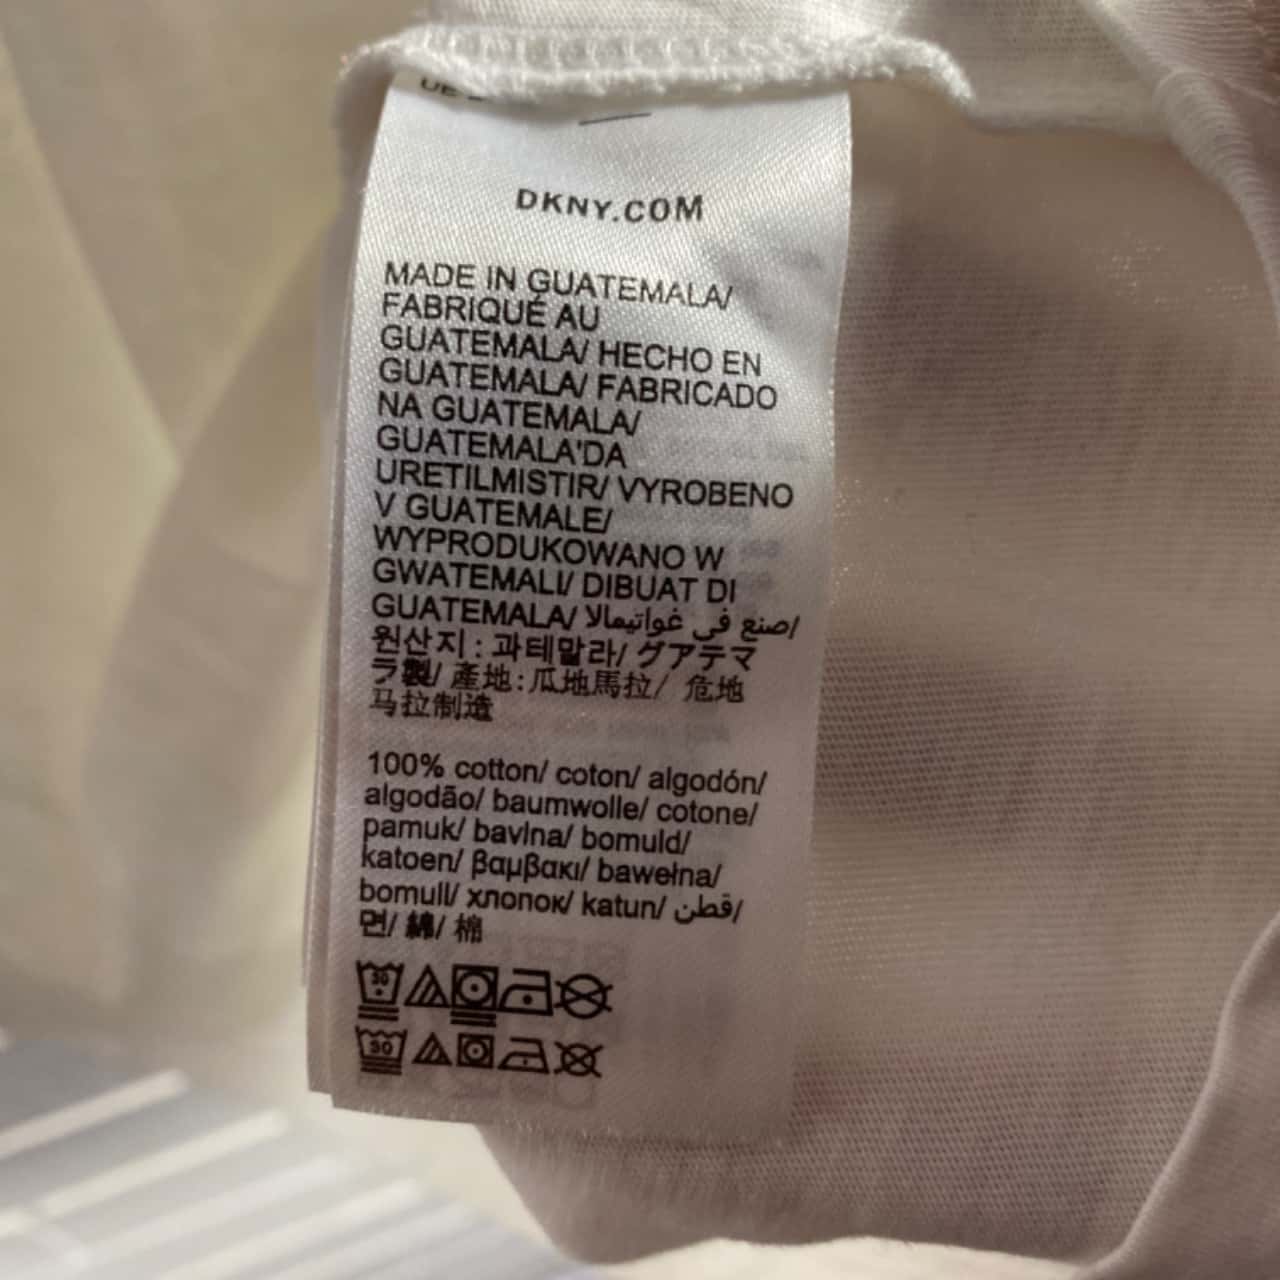 DKNY.COM
MADE IN GUATEMALA/
FABRIQUÉ AU
GUATEMALA/ HECHO EN
GUATEMALA/ FABRICADO
NA GUATEMALA/
GUATEMALA'DA
URETILMISTIR/ VYROBENO
V GUATEMALE/
WYPRODUKOWANO W
GWATEMALI/ DIBUAT DI
GUATEMALA/ صنع في غواتيمالا/
원산지 : 과테말라/ グアテマ
ラ製/ 產地:瓜地馬拉/ 危地
马拉制造
100% cotton/ coton/ algodón/
algodão/ baumwolle/ cotone/
pamuk/ bavlna/ bomuld/
katoen/ βαμβακι/ bawełna/
bomull/ хлопок/ katun/ قطن/
면/ 綿/ 棉
30
30